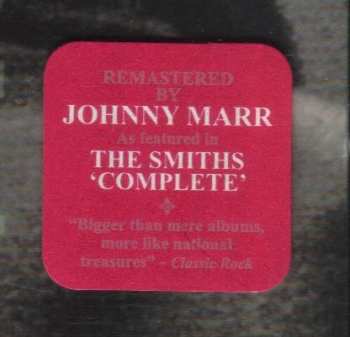 REMASTERED
BY
JOHNNY MARR
As featured in
THE SMITHS
‘COMPLETE’
“Bigger than mere albums,
more like national
treasures” – Classic Rock